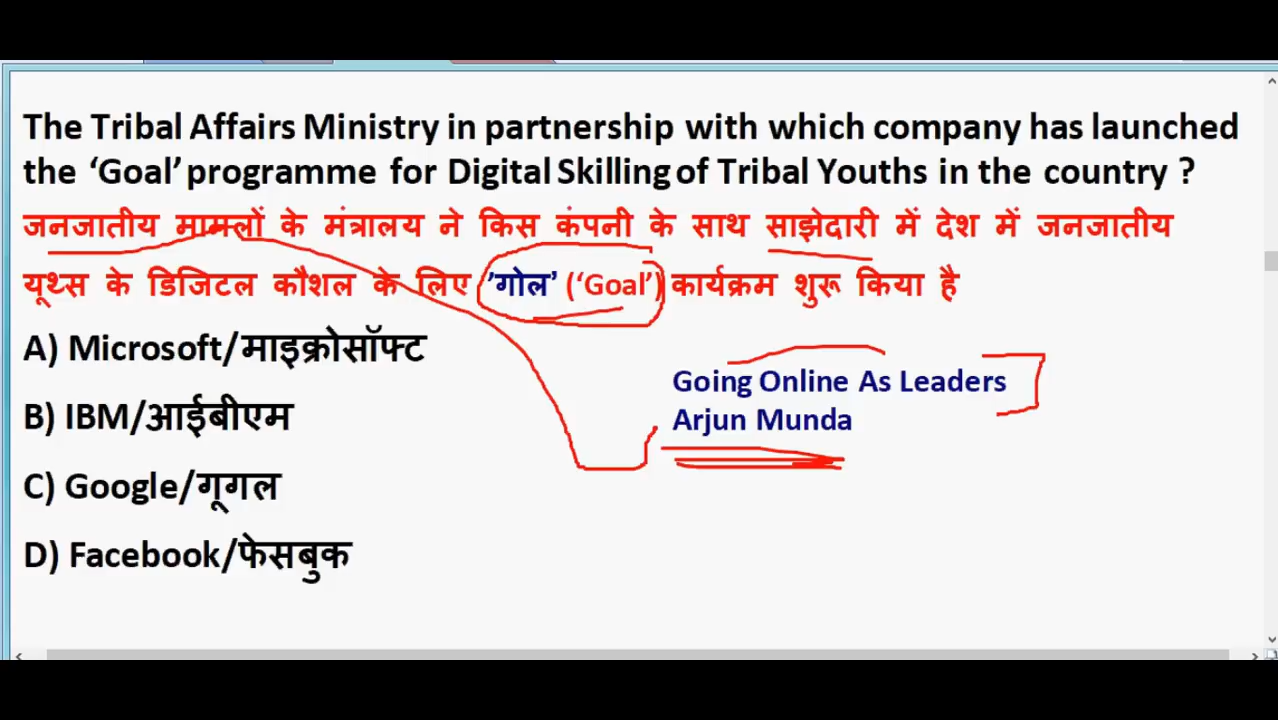 The Tribal Affairs Ministry in partnership with which company has launched
the ‘Goal’ programme for Digital Skilling of Tribal Youths in the country ?
जनजातीय मामलों के मंत्रालय ने किस कंपनी के साथ साझेदारी में देश में जनजातीय
यूथ्स के डिजिटल कौशल के लिए ’गोल’ (‘Goal’) कार्यक्रम शुरू किया है
A) Microsoft/माइक्रोसॉफ्ट
Going Online As Leaders
Arjun Munda
B) IBM/आईबीएम
C) Google/गूगल
D) Facebook/फेसबुक